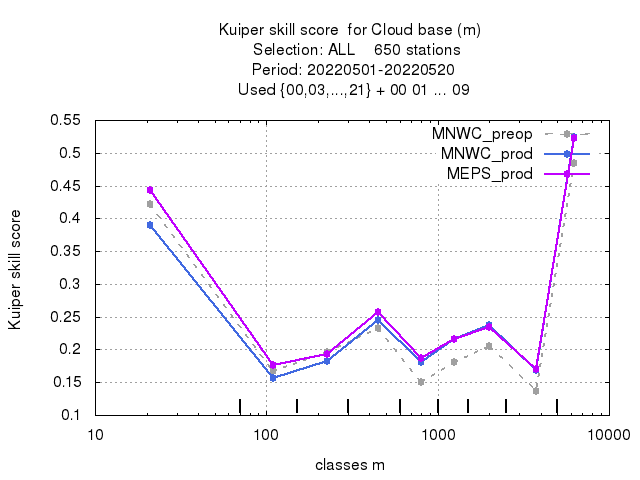 Kuiper skill score  for Cloud base (m)
Selection: ALL    650 stations
Period: 20220501-20220520
Used {00,03,...,21} + 00 01 ... 09
0.55
0.5
0.45
0.4
0.35
0.3
0.25
0.2
0.15
0.1
Kuiper skill score
MNWC_preop
MNWC_prod
MEPS_prod
10 100 1000 10000
classes m